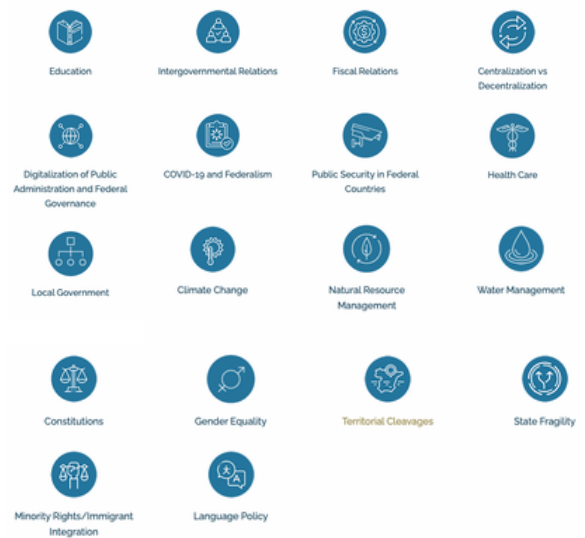 Education
Intergovernmental Relations
Fiscal Relations
Centralization vs
Decentralization
Digitalization of Public
Administration and Federal
Governance
COVID-19 and Federalism
Public Security in Federal
Countries
Health Care
Local Government
Climate Change
Natural Resource
Management
Water Management
Constitutions
Gender Equality
Territorial Cleavages
State Fragility
Minority Rights/Immigrant
Integration
A
Language Policy